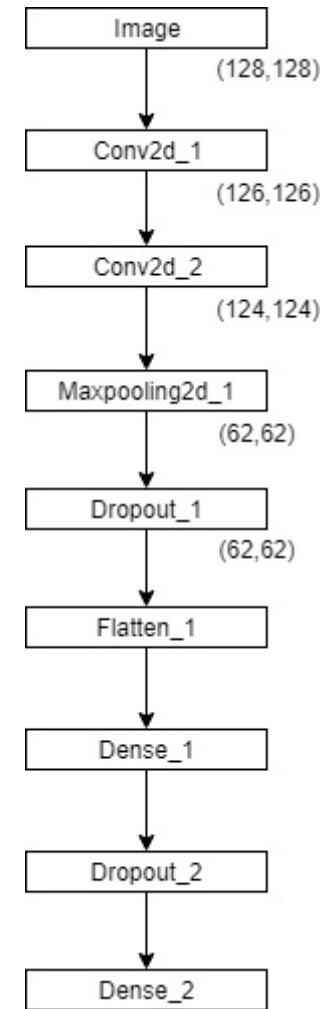 Image
(128,128)
Conv2d_1
(126,126)
Conv2d_2
(124,124)
Maxpooling2d_1
(62,62)
Dropout_1
(62,62)
Flatten_1
Dense_1
Dropout_2
Dense_2